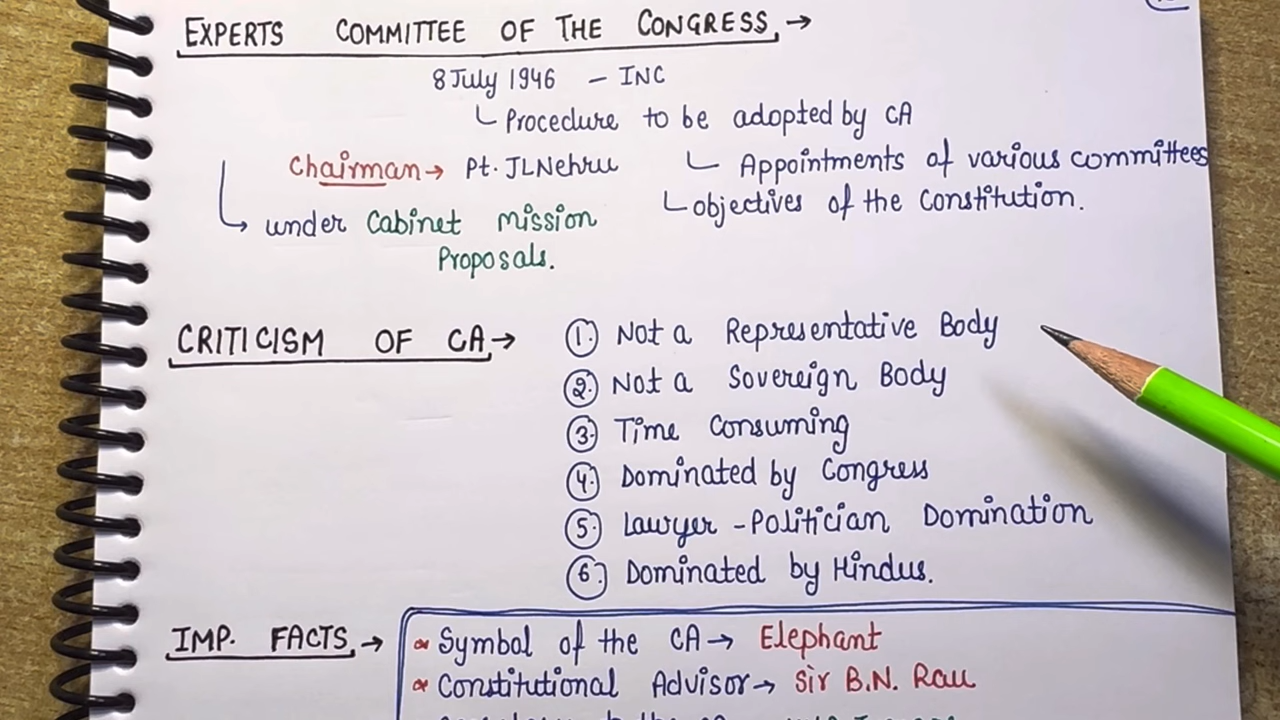 EXPERTS COMMITTEE OF THE CONGRESS →
8 July 1946 – INC
Procedure to be adopted by CA
Chairman → Pt. JLNehru
Appointments of various committees
objectives of the Constitution.
under Cabinet Mission
Proposals.
CRITICISM OF CA →
1. Not a Representative Body
2. Not a Sovereign Body
3. Time Consuming
4. Dominated by Congress
5. Lawyer - Politician Domination
6. Dominated by Hindus.
IMP. FACTS →
Symbol of the CA → Elephant
Constitutional Advisor → Sir B.N. Rau